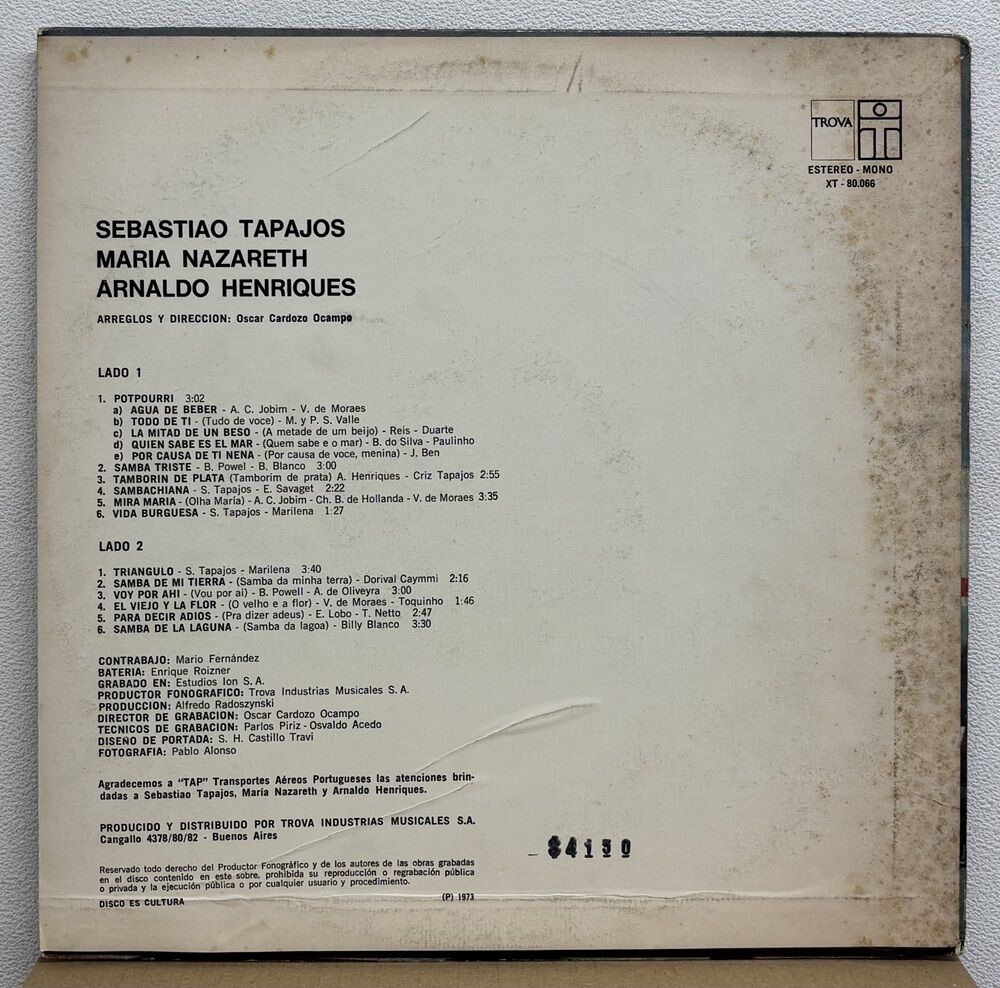 TROVA
ESTEREO - MONO
XT - 80.066
SEBASTIAO TAPAJOS
MARIA NAZARETH
ARNALDO HENRIQUES
ARREGLOS Y DIRECCION: Oscar Cardozo Ocampo
LADO 1
1. POTPOURRI 3:02
a) AGUA DE BEBER - A. C. Jobim - V. de Moraes
b) TODO DE TI - (Tudo de voce) - M. y P. S. Valle
c) LA MITAD DE UN BESO - (A metade de um beijo) - Reis - Duarte
d) QUIEN SABE ES EL MAR - (Quem sabe e o mar) - B. do Silva - Paulinho
e) POR CAUSA DE TI NENA - (Por causa de voce, menina) - J. Ben
2. SAMBA TRISTE - B. Powel - B. Blanco 3:00
3. TAMBORIN DE PLATA (Tamborim de prata) A. Henriques - Criz Tapajos 2:55
4. SAMBACHIANA - S. Tapajos - E. Savaget 2:22
5. MIRA MARIA - (Olha María) - A. C. Jobim - Ch. B. de Hollanda - V. de Moraes 3:35
6. VIDA BURGUESA - S. Tapajos - Marilena 1:27
LADO 2
1. TRIANGULO - S. Tapajos - Marilena 3:40
2. SAMBA DE MI TIERRA - (Samba da minha terra) - Dorival Caymmi 2:16
3. VOY POR AHI - (Vou por ai) - B. Powell - A. de Oliveyra 3:00
4. EL VIEJO Y LA FLOR - (O velho e a flor) - V. de Moraes - Toquinho 1:46
5. PARA DECIR ADIOS - (Pra dizer adeus) - E. Lobo - T. Netto 2:47
6. SAMBA DE LA LAGUNA - (Samba da lagoa) - Billy Blanco 3:30
CONTRABAJO: Mario Fernández
BATERIA: Enrique Roizner
GRABADO EN: Estudios Ion S. A.
PRODUCTOR FONOGRAFICO: Trova Industrias Musicales S. A.
PRODUCCION: Alfredo Radoszynski
DIRECTOR DE GRABACION: Oscar Cardozo Ocampo
TECNICOS DE GRABACION: Parlos Piriz - Osvaldo Acedo
DISEÑO DE PORTADA: S. H. Castillo Travi
FOTOGRAFIA: Pablo Alonso
Agradecemos a "TAP" Transportes Aéreos Portugueses las atenciones brin-
dadas a Sebastiao Tapajos, María Nazareth y Arnaldo Henriques.
PRODUCIDO Y DISTRIBUIDO POR TROVA INDUSTRIAS MUSICALES S.A.
Cangallo 4378/80/82 - Buenos Aires
$4150
Reservado todo derecho del Productor Fonográfico y de los autores de las obras grabadas
en el disco contenido en este sobre, prohibida su reproducción o regrabación pública
o privada y la ejecución pública o por cualquier usuario y procedimiento.
DISCO ES CULTURA
(P) 1973